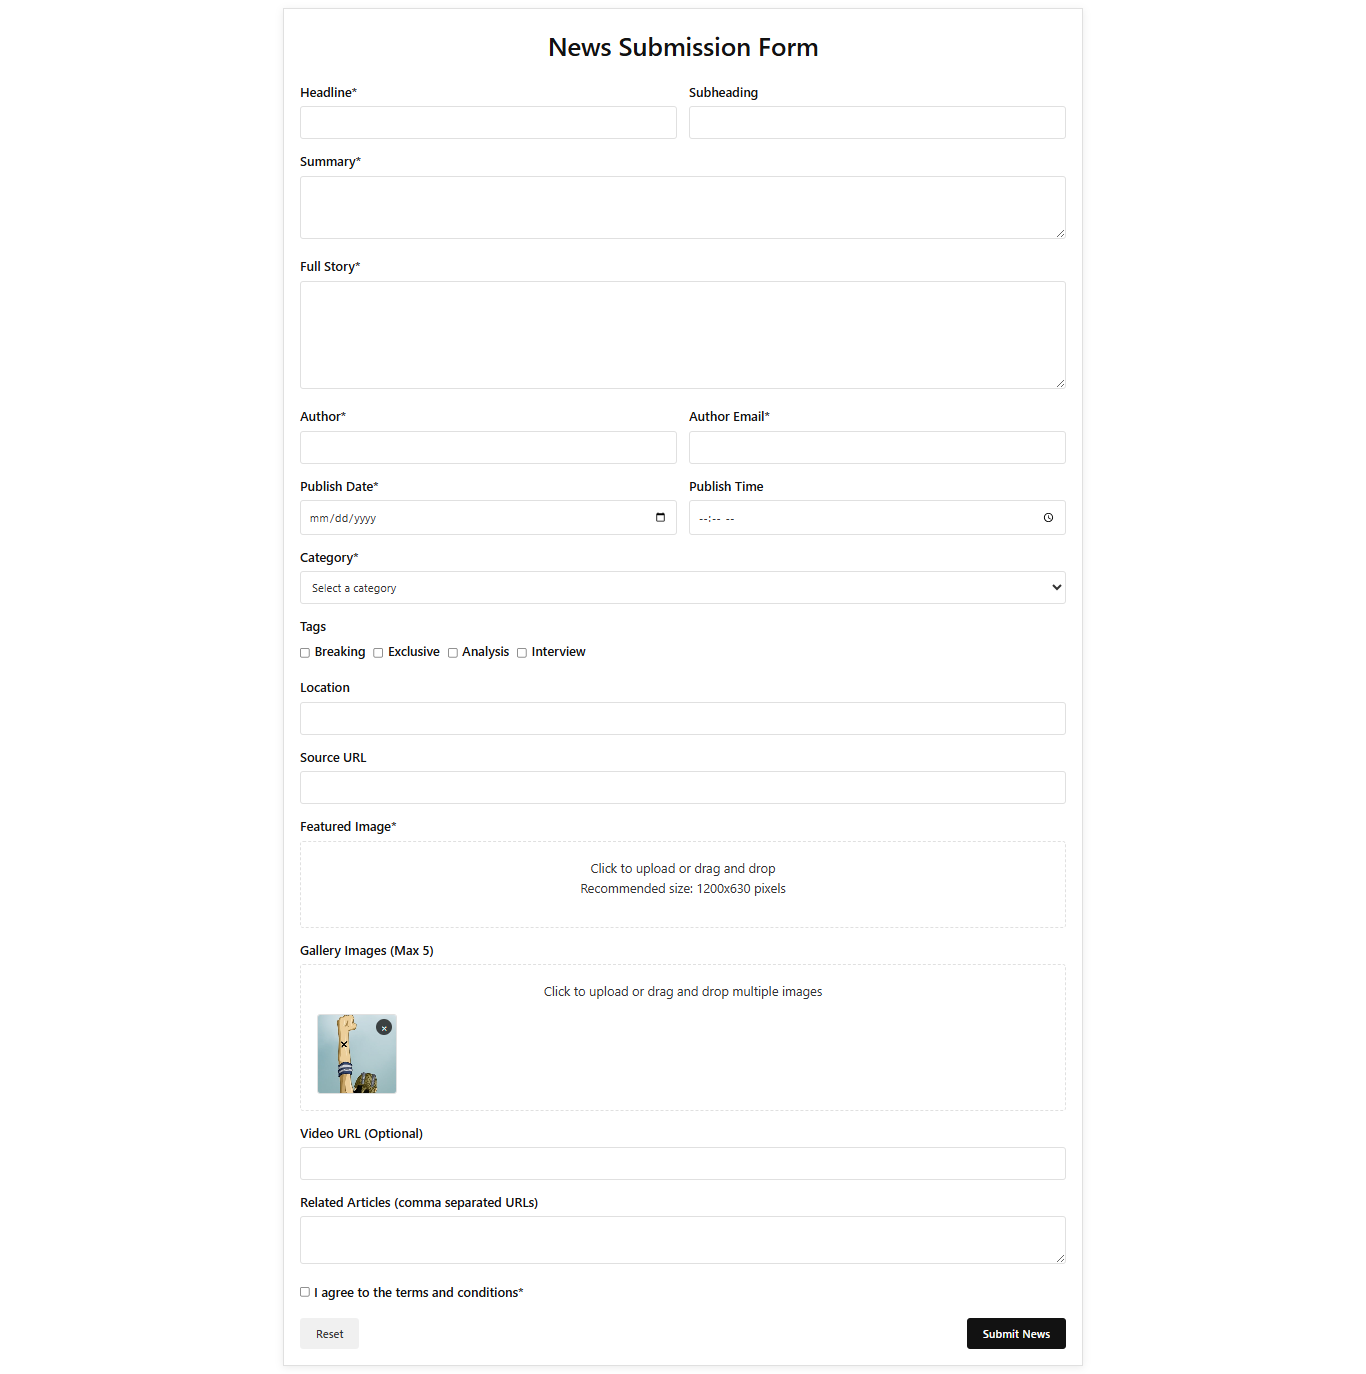 News Submission Form
Headline*
Subheading
Summary*
Full Story*
Author*
Author Email*
Publish Date*
Publish Time
mm/dd/yyyy
--:-- --
Category*
Select a category
Tags
Breaking Exclusive Analysis Interview
Location
Source URL
Featured Image*
Click to upload or drag and drop
Recommended size: 1200x630 pixels
Gallery Images (Max 5)
Click to upload or drag and drop multiple images
×
Video URL (Optional)
Related Articles (comma separated URLs)
I agree to the terms and conditions*
Reset
Submit News